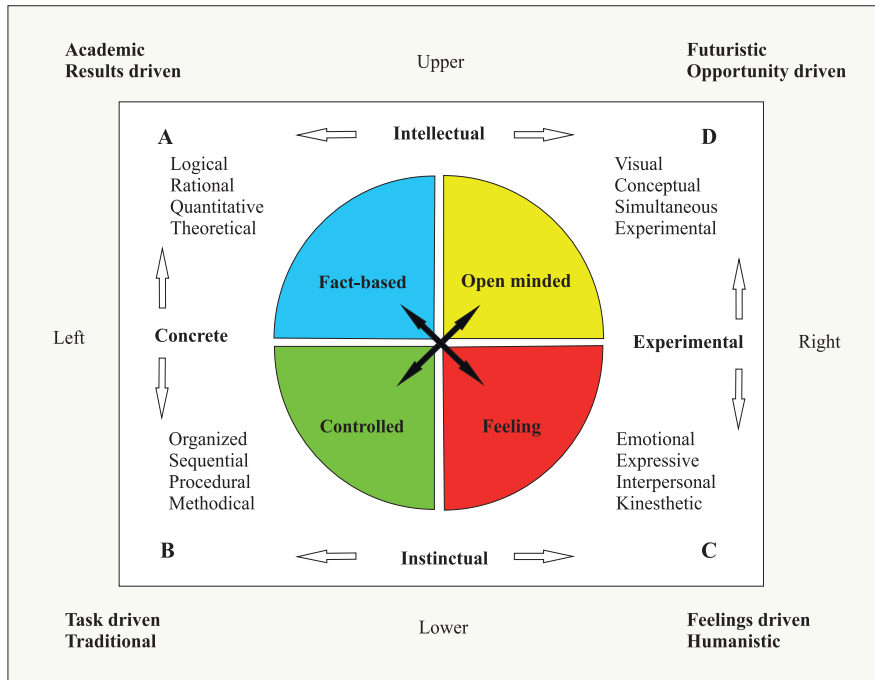 Academic
Results driven
Upper
Futuristic
Opportunity driven
A
Intellectual
D
Logical
Rational
Quantitative
Theoretical
Visual
Conceptual
Simultaneous
Experimental
Fact-based
Open minded
Left
Concrete
Experimental
Right
Controlled
Feeling
Organized
Sequential
Procedural
Methodical
Emotional
Expressive
Interpersonal
Kinesthetic
B
Instinctual
C
Task driven
Traditional
Lower
Feelings driven
Humanistic